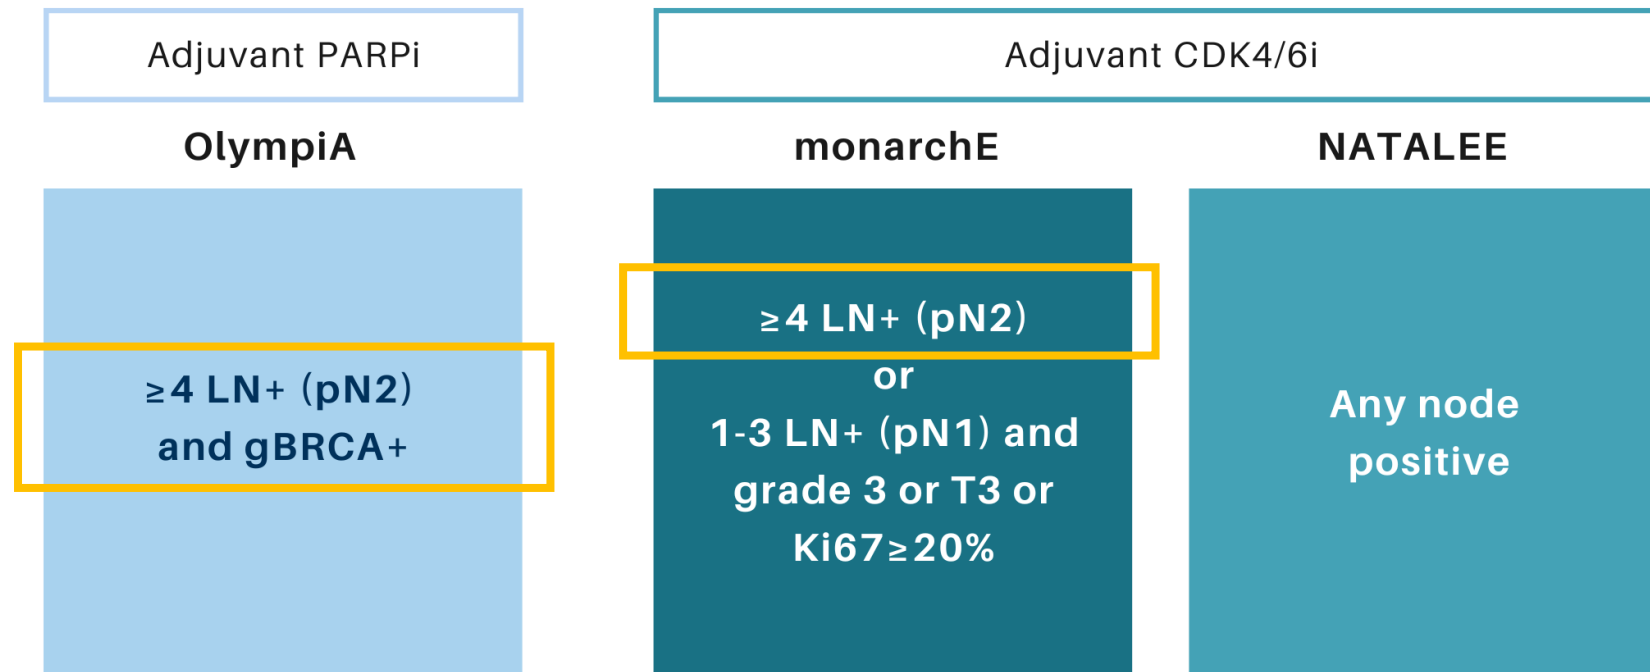 Adjuvant PARPi
Adjuvant CDK4/6i
OlympiA
monarchE
NATALEE
≥4 LN+ (pN2)
and gBRCA+
≥4 LN+ (pN2)
or
1-3 LN+ (pN1) and
grade 3 or T3 or
Ki67≥20%
Any node
positive